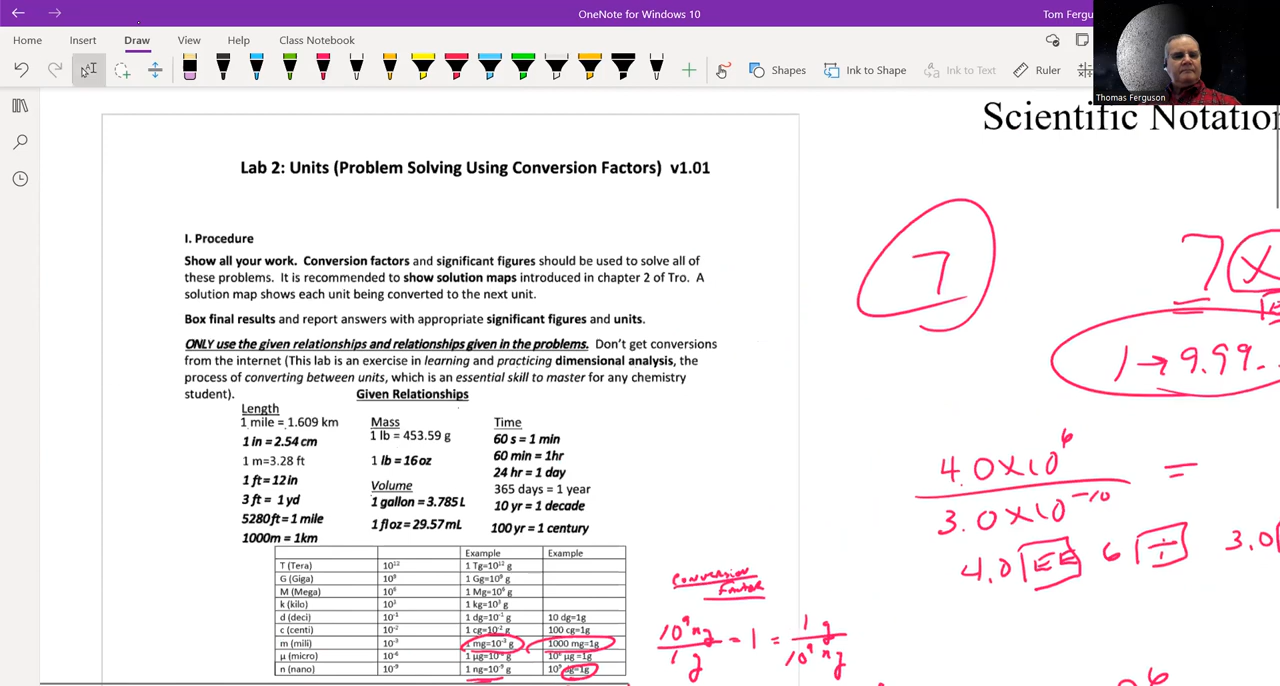 OneNote for Windows 10
Tom Fergu
Home Insert Draw View Help Class Notebook
Shapes Ink to Shape Ink to Text Ruler
Thomas Ferguson
Scientific Notation
Lab 2: Units (Problem Solving Using Conversion Factors) v1.01
I. Procedure
Show all your work. Conversion factors and significant figures should be used to solve all of
these problems. It is recommended to show solution maps introduced in chapter 2 of Tro. A
solution map shows each unit being converted to the next unit.
Box final results and report answers with appropriate significant figures and units.
ONLY use the given relationships and relationships given in the problems. Don't get conversions
from the internet (This lab is an exercise in learning and practicing dimensional analysis, the
process of converting between units, which is an essential skill to master for any chemistry
student).
Given Relationships
Length
1 mile = 1.609 km
1 in = 2.54 cm
1 m=3.28 ft
1 ft= 12 in
3 ft = 1 yd
5280 ft = 1 mile
1000m = 1km
Mass
1 lb = 453.59 g
1 lb = 16 oz
Volume
1 gallon = 3.785 L
1 fl oz = 29.57 mL
Time
60 s = 1 min
60 min = 1hr
24 hr = 1 day
365 days = 1 year
10 yr = 1 decade
100 yr = 1 century
Example Example
T (Tera) 10¹² 1 Tg=10¹² g
G (Giga) 10⁹ 1 Gg=10⁹ g
M (Mega) 10⁶ 1 Mg=10⁶ g
k (kilo) 10³ 1 kg=10³ g
d (deci) 10⁻¹ 1 dg=10⁻¹ g 10 dg=1g
c (centi) 10⁻² 1 cg=10⁻² g 100 cg=1g
m (mili) 10⁻³ 1 mg=10⁻³ g 1000 mg=1g
µ (micro) 10⁻⁶ 1 µg=10⁻⁶ g 10⁶ µg =1g
n (nano) 10⁻⁹ 1 ng=10⁻⁹ g 10⁹ =1g
Conversion
Factor
10⁹ ng
1 g
= 1 =
1 g
10⁹ ng
7
7 X
1 → 9.99..
4.0X10⁶
=
3.0X10⁻¹⁰
4.0 EE 6 ÷ 3.0